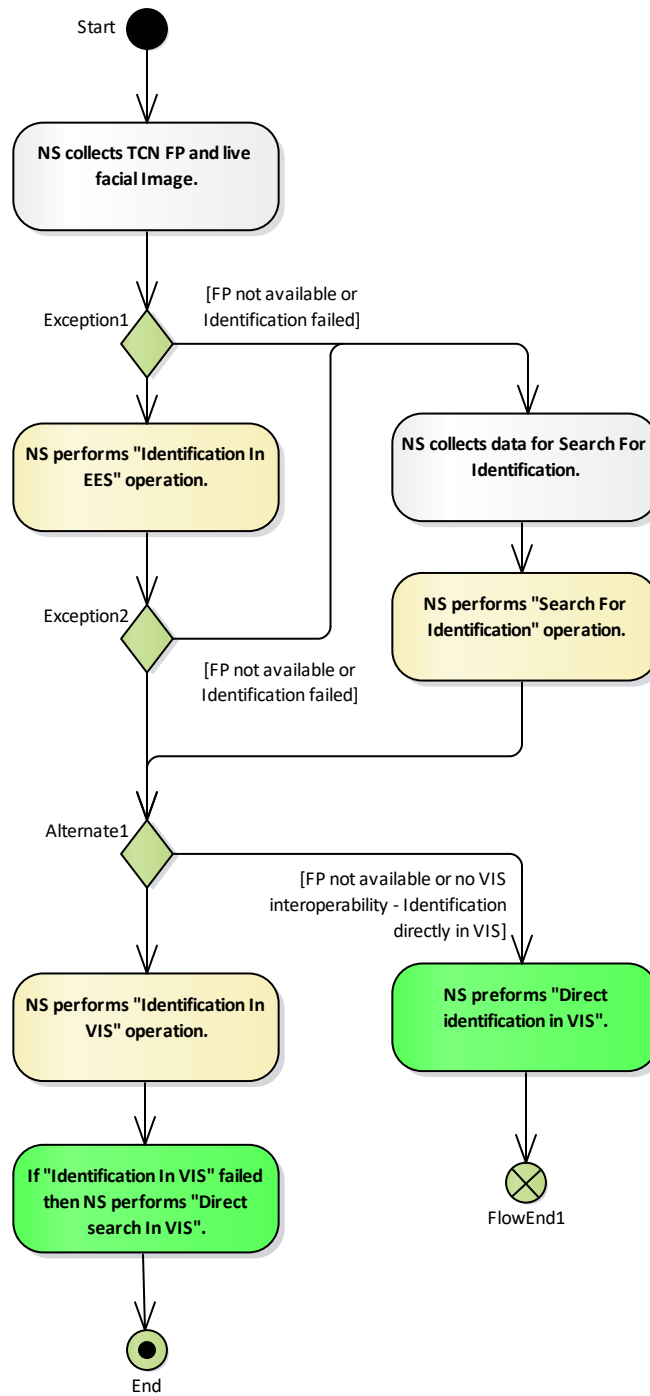 Start
NS collects TCN FP and live
facial Image.
[FP not available or
Identification failed]
Exception1
NS performs "Identification In
EES" operation.
NS collects data for Search For
Identification.
Exception2
NS performs "Search For
Identification" operation.
[FP not available or
Identification failed]
Alternate1
[FP not available or no VIS
interoperability - Identification
directly in VIS]
NS performs "Identification In
VIS" operation.
NS preforms "Direct
identification in VIS".
If "Identification In VIS" failed
then NS performs "Direct
search In VIS".
FlowEnd1
End